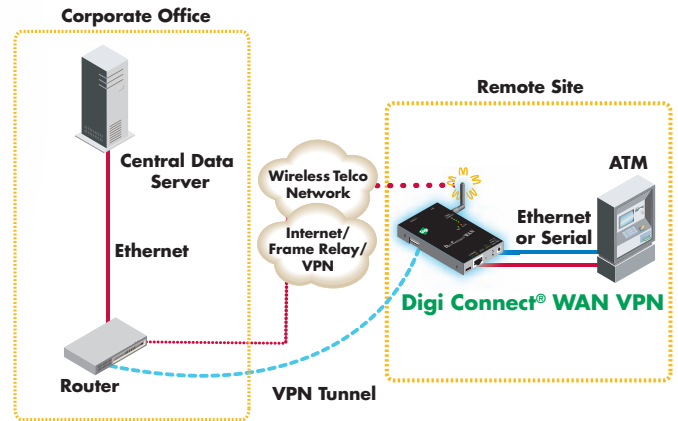 Corporate Office
Central Data
Server
Ethernet
Router
Wireless Telco
Network
Internet/
Frame Relay/
VPN
VPN Tunnel
Remote Site
ATM
Ethernet
or Serial
Digi Connect® WAN VPN